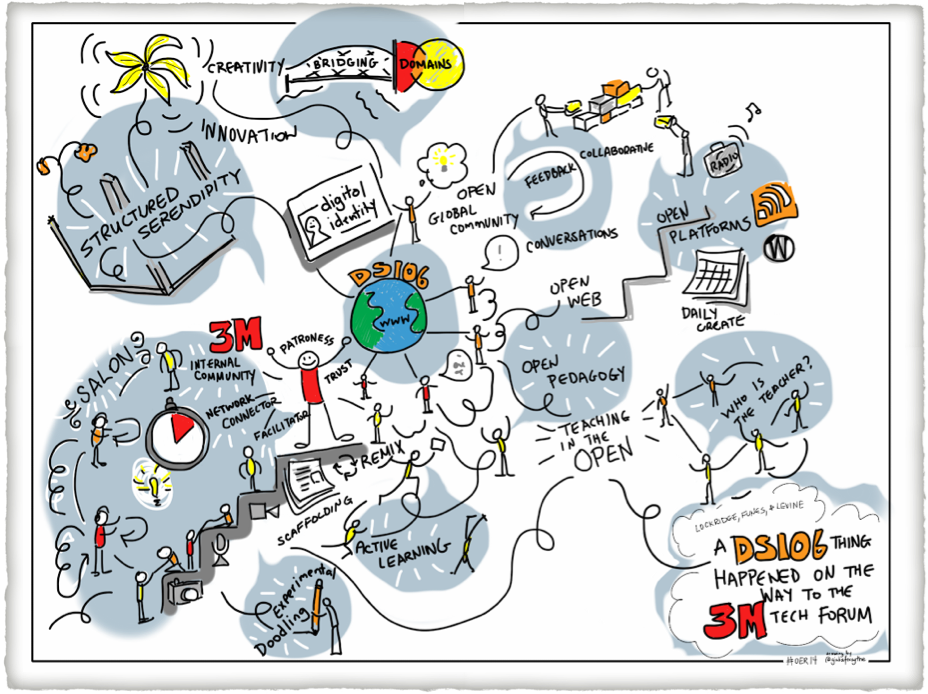 CREATIVITY
BRIDGING
DOMAINS
INNOVATION
STRUCTURED
SERENDIPITY
digital
identity
OPEN
GLOBAL
COMMUNITY
FEEDBACK
COLLABORATIVE
CONVERSATIONS
RADIO
OPEN
PLATFORMS
W
DAILY
CREATE
DS106
WWW
!
OPEN
WEB
OPEN
PEDAGOGY
TEACHING
IN THE
OPEN
WHO IS
THE TEACHER?
SALON
3M
INTERNAL
COMMUNITY
PATRONESS
TRUST
NETWORK
CONNECTOR
FACILITATOR
REMIX
SCAFFOLDING
ACTIVE
LEARNING
Experimental
Doodling
LOCKRIDGE, FUNES, & LEVINE
A DS106 THING
HAPPENED ON THE
WAY TO THE
3M TECH FORUM
#OER14
drawing by
@giuliaforsythe